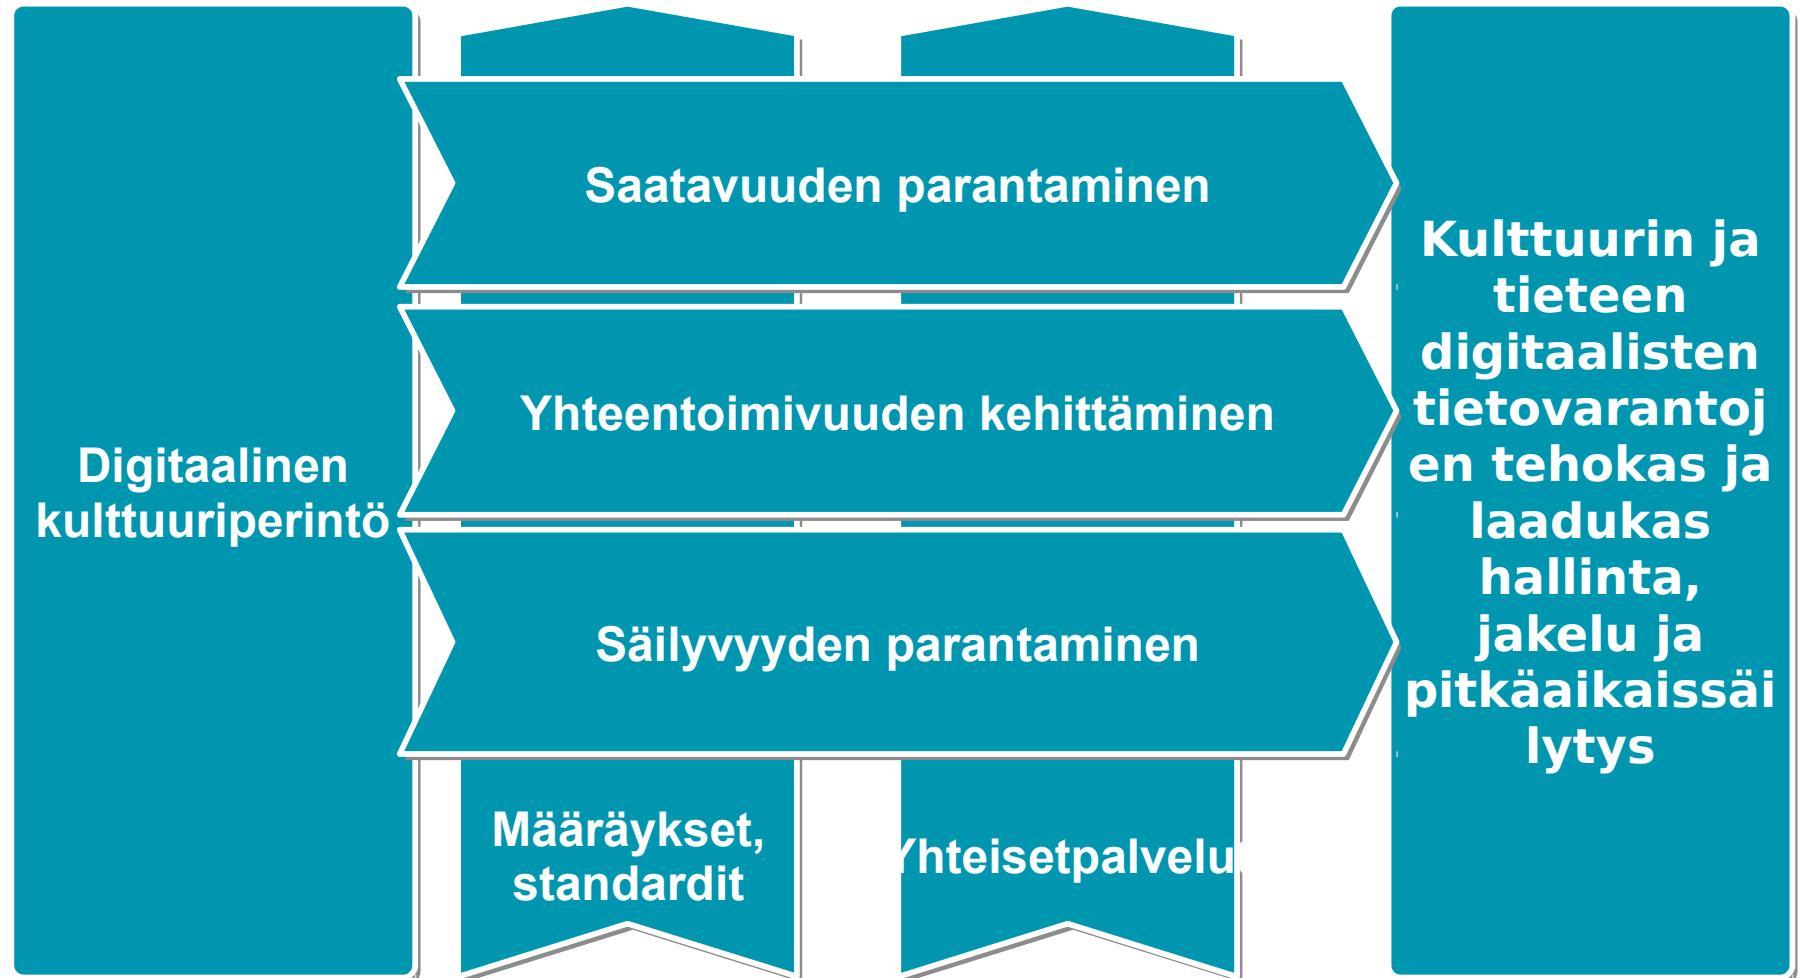 Saatavuuden parantaminen
Yhteentoimivuuden kehittäminen
Säilyvyyden parantaminen
Digitaalinen
kulttuuriperintö
Määräykset,
standardit
Yhteisetpalvelu
Kulttuurin ja
tieteen
digitaalisten
tietovarantoj
en tehokas ja
laadukas
hallinta,
jakelu ja
pitkäaikaissäi
lytys